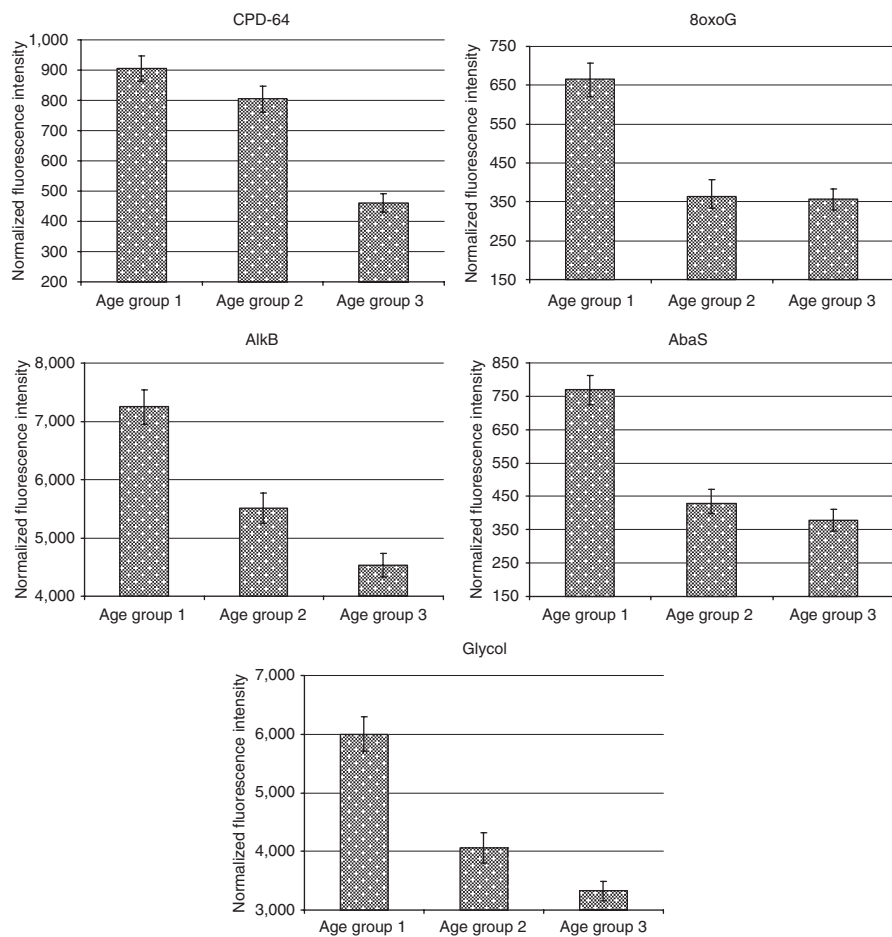 CPD-64
Normalized fluorescence intensity
1,000
900
800
700
600
500
400
300
200
Age group 1
Age group 2
Age group 3
8oxoG
Normalized fluorescence intensity
750
650
550
450
350
250
150
Age group 1
Age group 2
Age group 3
AlkB
Normalized fluorescence intensity
8,000
7,000
6,000
5,000
4,000
Age group 1
Age group 2
Age group 3
AbaS
Normalized fluorescence intensity
850
750
650
550
450
350
250
150
Age group 1
Age group 2
Age group 3
Glycol
Normalized fluorescence intensity
7,000
6,000
5,000
4,000
3,000
Age group 1
Age group 2
Age group 3